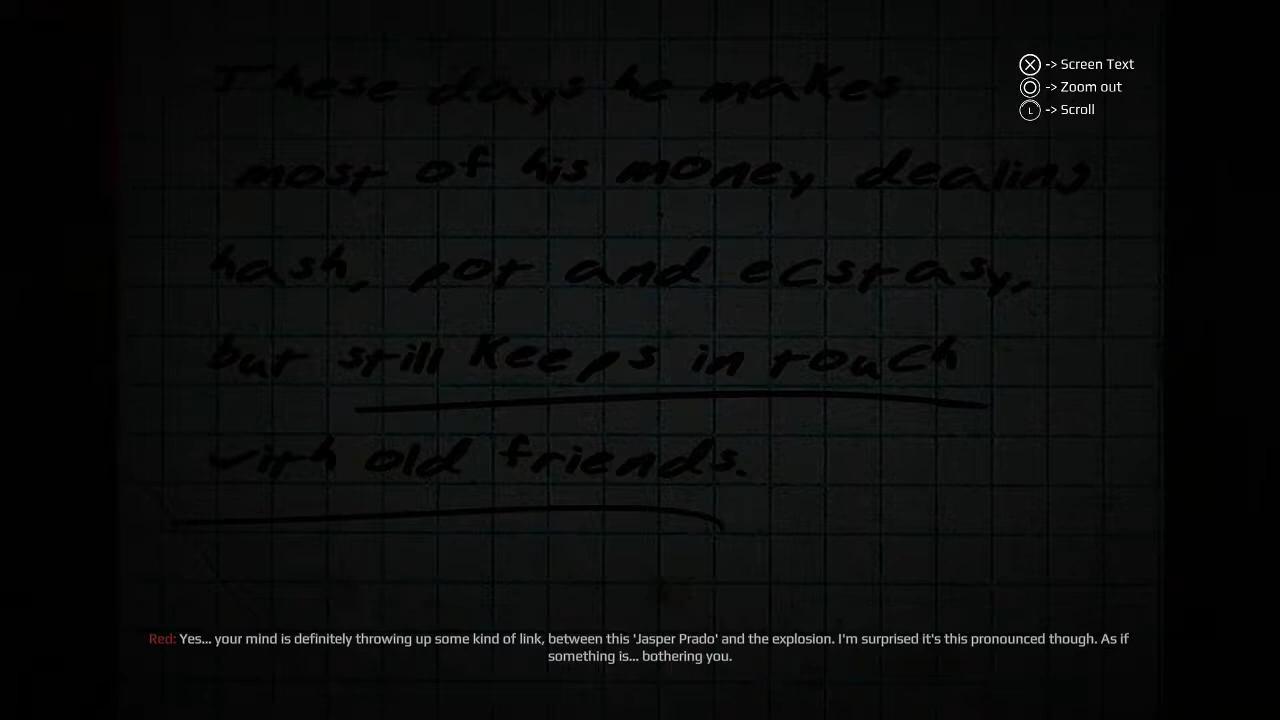 These days he makes
most of his money dealing
hash, pot and ecstasy,
but still keeps in touch
with old friends.
X -> Screen Text
-> Zoom out
L -> Scroll
Red: Yes... your mind is definitely throwing up some kind of link, between this 'Jasper Prado' and the explosion. I'm surprised it's this pronounced though. As if
something is... bothering you.